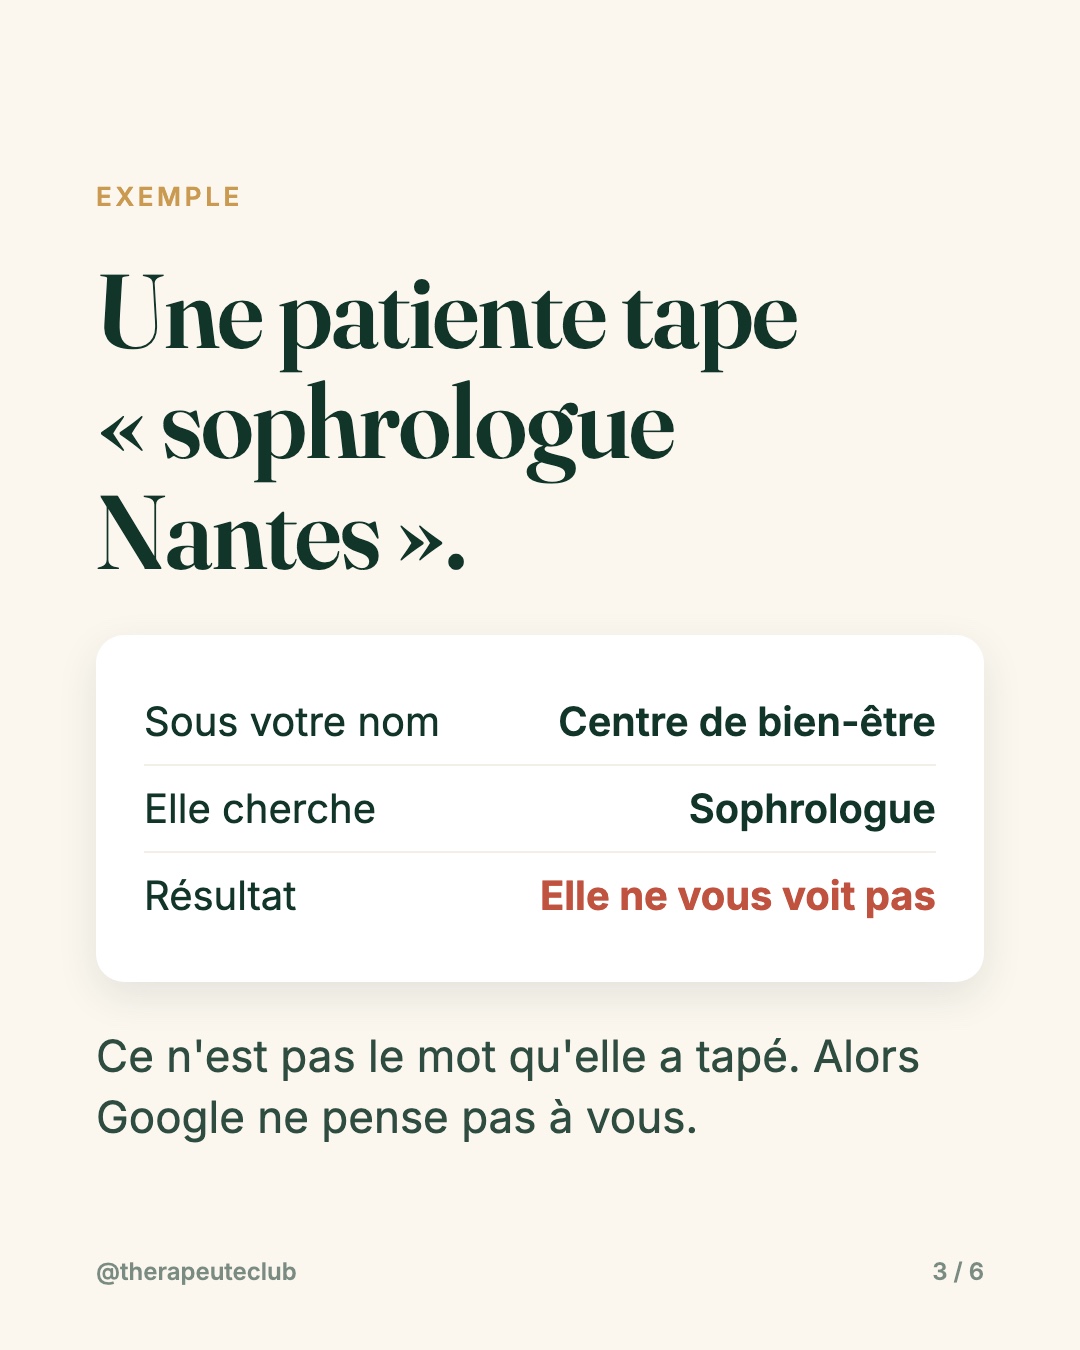 EXEMPLE
Une patiente tape
« sophrologue
Nantes ».
Sous votre nom Centre de bien-être
Elle cherche Sophrologue
Résultat Elle ne vous voit pas
Ce n'est pas le mot qu'elle a tapé. Alors
Google ne pense pas à vous.
@therapeuteclub 3 / 6